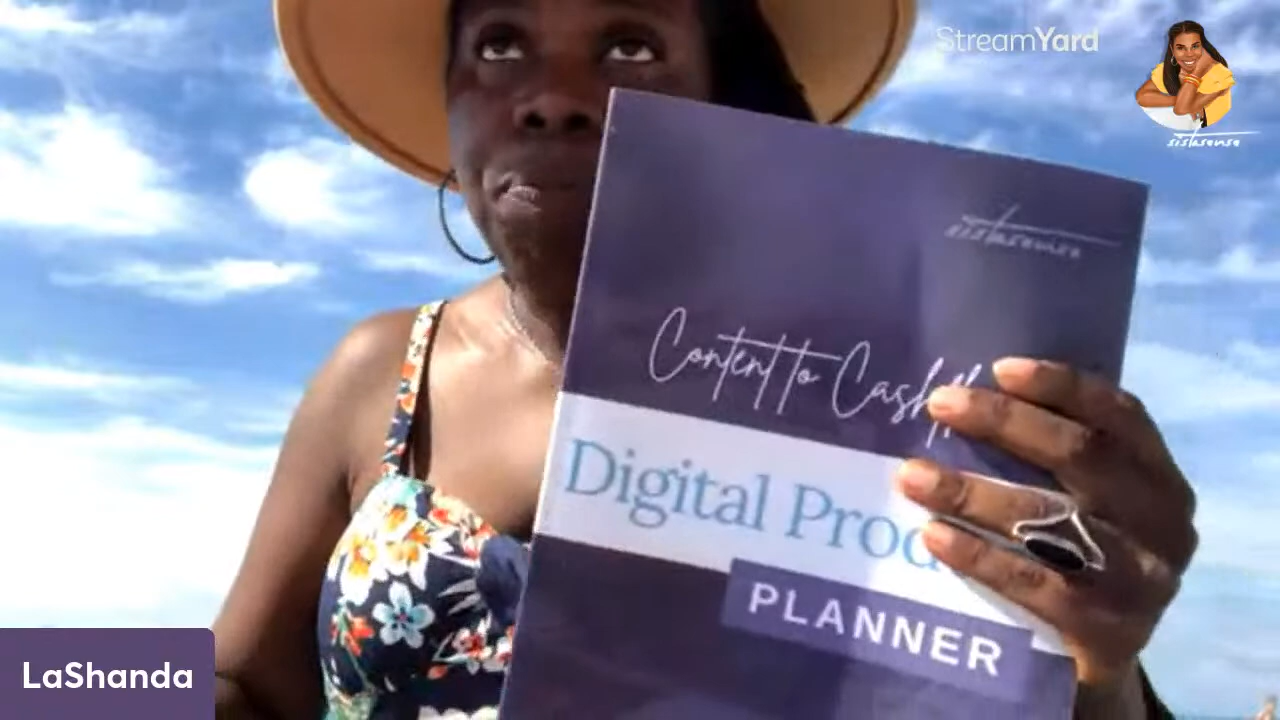 StreamYard
sistasense
sistasense
Content to Cash
Digital Prod
PLANNER
LaShanda